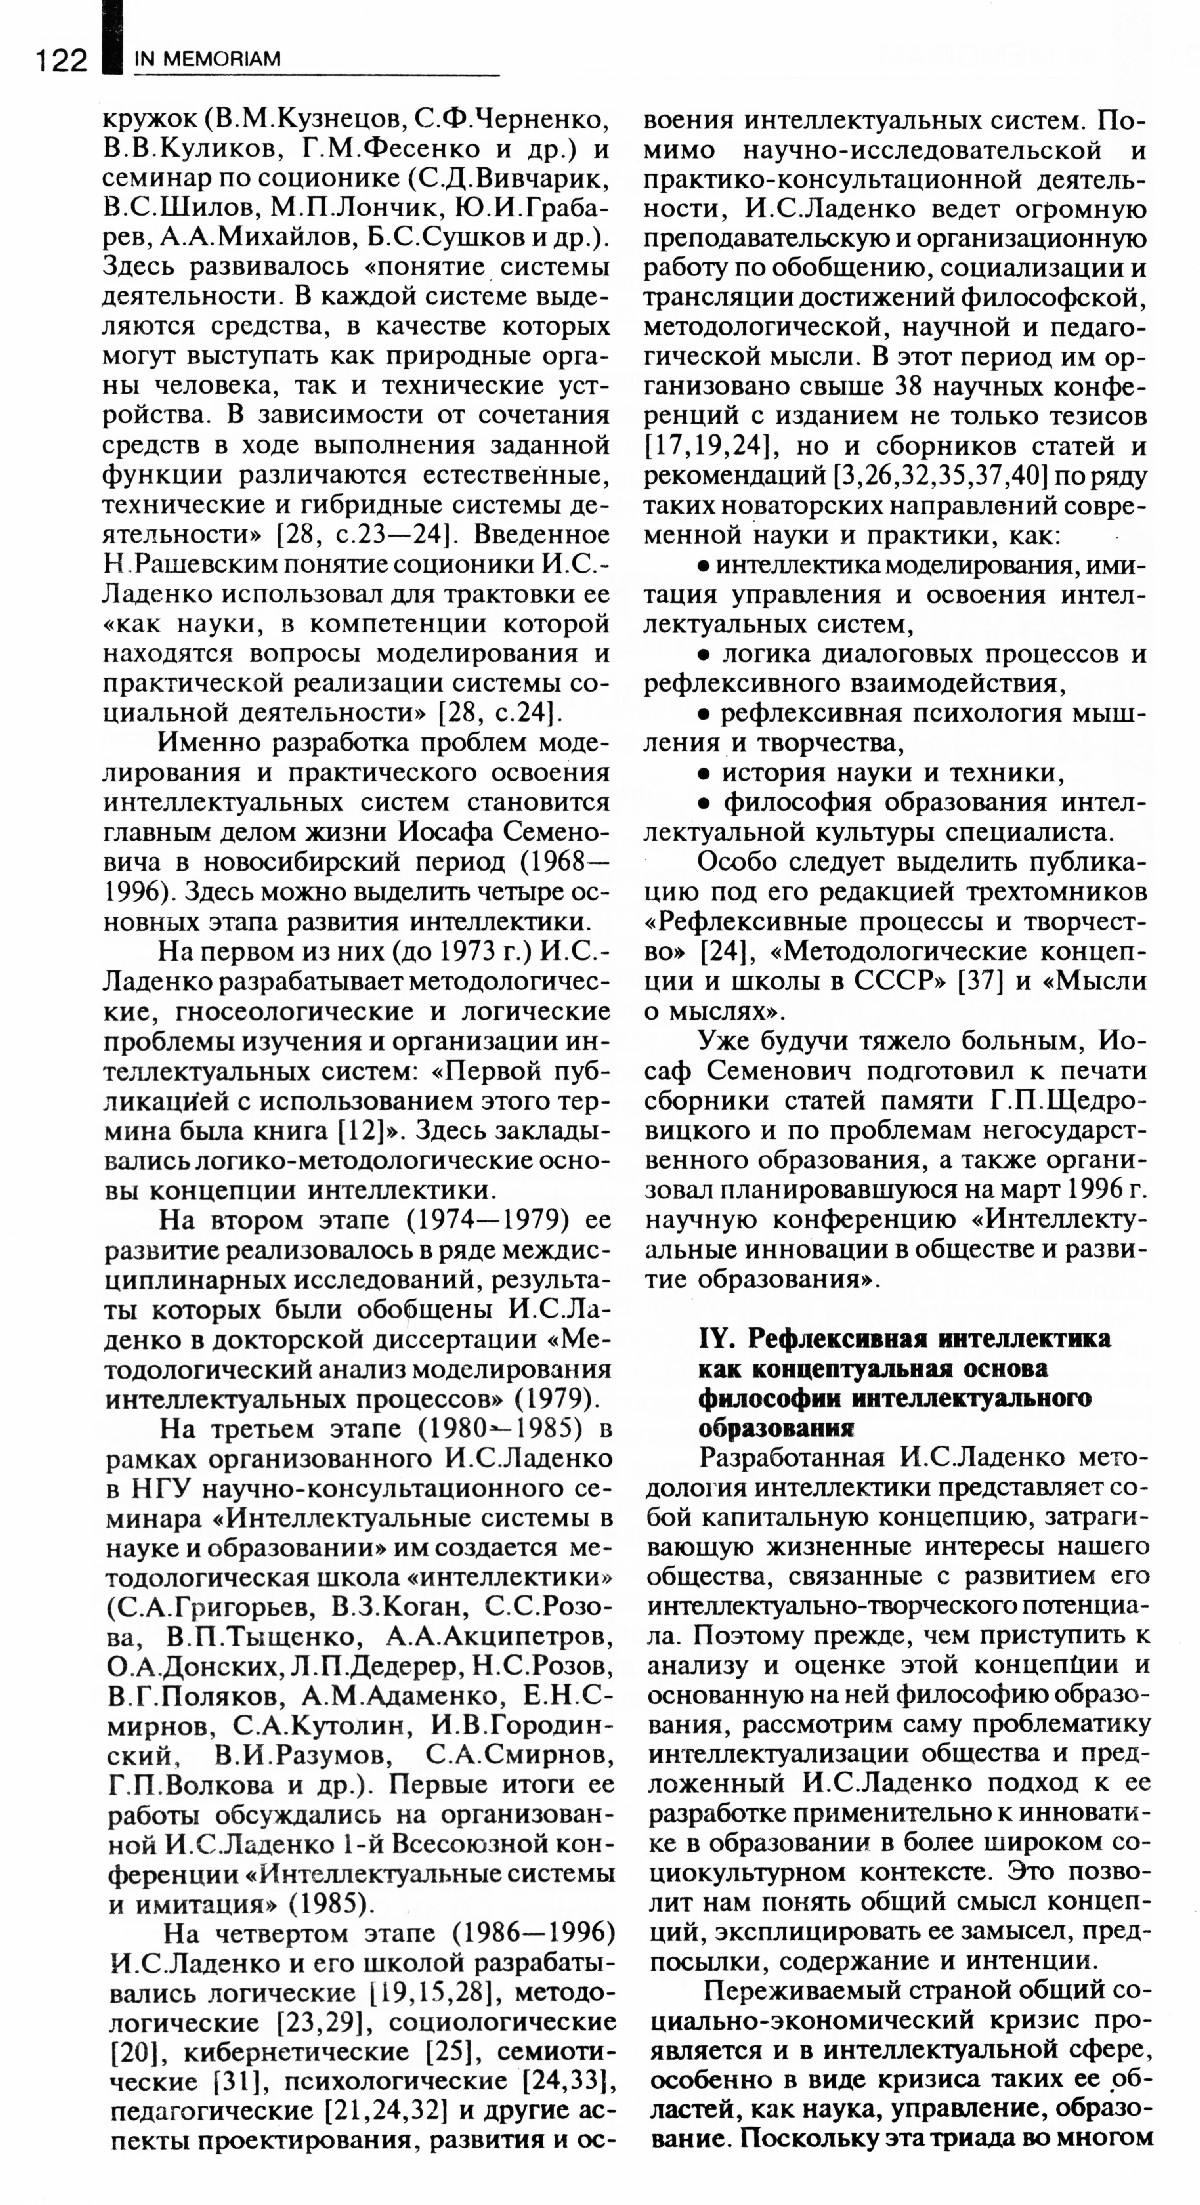 122 IN MEMORIAM
кружок (В.М.Кузнецов, С.Ф.Черненко,
В.В.Куликов, Г.М.Фесенко и др.) и
семинар по соционике (С.Д.Вивчарик,
В.С.Шилов, М.П.Лончик, Ю.И.Граба-
рев, А.А.Михайлов, Б.С.Сушков и др.).
Здесь развивалось «понятие системы
деятельности. В каждой системе выде-
ляются средства, в качестве которых
могут выступать как природные орга-
ны человека, так и технические уст-
ройства. В зависимости от сочетания
средств в ходе выполнения заданной
функции различаются естественные,
технические и гибридные системы де-
ятельности» [28, с.23—24]. Введенное
Н.Рашевским понятие соционики И.С.-
Ладенко использовал для трактовки ее
«как науки, в компетенции которой
находятся вопросы моделирования и
практической реализации системы со-
циальной деятельности» [28, с.24].
Именно разработка проблем моде-
лирования и практического освоения
интеллектуальных систем становится
главным делом жизни Иосафа Семено-
вича в новосибирский период (1968—
1996). Здесь можно выделить четыре ос-
новных этапа развития интеллектики.
На первом из них (до 1973 г.) И.С.-
Ладенко разрабатывает методологичес-
кие, гносеологические и логические
проблемы изучения и организации ин-
теллектуальных систем: «Первой пуб-
ликацией с использованием этого тер-
мина была книга [12]». Здесь заклады-
вались логико-методологические осно-
вы концепции интеллектики.
На втором этапе (1974—1979) ее
развитие реализовалось в ряде междис-
циплинарных исследований, результа-
ты которых были обобщены И.С.Ла-
денко в докторской диссертации «Ме-
тодологический анализ моделирования
интеллектуальных процессов» (1979).
На третьем этапе (1980—1985) в
рамках организованного И.С.Ладенко
в НГУ научно-консультационного се-
минара «Интеллектуальные системы в
науке и образовании» им создается ме-
тодологическая школа «интеллектики»
(С.А.Григорьев, В.З.Коган, С.С.Розо-
ва, В.П.Тыщенко, А.А.Акципетров,
О.А.Донских, Л.П.Дедерер, Н.С.Розов,
В.Г.Поляков, А.М.Адаменко, Е.Н.С-
мирнов, С.А.Кутолин, И.В.Городин-
ский, В.И.Разумов, С.А.Смирнов,
Г.П.Волкова и др.). Первые итоги ее
работы обсуждались на организован-
ной И.С.Ладенко 1-й Всесоюзной кон-
ференции «Интеллектуальные системы
и имитация» (1985).
На четвертом этапе (1986—1996)
И.С.Ладенко и его школой разрабаты-
вались логические [19,15,28], методо-
логические [23,29], социологические
[20], кибернетические [25], семиоти-
ческие [31], психологические [24,33],
педагогические [21,24,32] и другие ас-
пекты проектирования, развития и ос-
воения интеллектуальных систем. По-
мимо научно-исследовательской и
практико-консультационной деятель-
ности, И.С.Ладенко ведет огромную
преподавательскую и организационную
работу по обобщению, социализации и
трансляции достижений философской,
методологической, научной и педаго-
гической мысли. В этот период им ор-
ганизовано свыше 38 научных конфе-
ренций с изданием не только тезисов
[17,19,24], но и сборников статей и
рекомендаций [3,26,32,35,37,40] по ряду
таких новаторских направлений совре-
менной науки и практики, как:
• интеллектика моделирования, ими-
тация управления и освоения интел-
лектуальных систем,
• логика диалоговых процессов и
рефлексивного взаимодействия,
• рефлексивная психология мыш-
ления и творчества,
• история науки и техники,
• философия образования интел-
лектуальной культуры специалиста.
Особо следует выделить публика-
цию под его редакцией трехтомников
«Рефлексивные процессы и творчест-
во» [24], «Методологические концеп-
ции и школы в СССР» [37] и «Мысли
о мыслях».
Уже будучи тяжело больным, Ио-
саф Семенович подготовил к печати
сборники статей памяти Г.П.Щедро-
вицкого и по проблемам негосударст-
венного образования, а также органи-
зовал планировавшуюся на март 1996 г.
научную конференцию «Интеллекту-
альные инновации в обществе и разви-
тие образования».
IY. Рефлексивная интеллектика
как концептуальная основа
философии интеллектуального
образования
Разработанная И.С.Ладенко мето-
дология интеллектики представляет со-
бой капитальную концепцию, затраги-
вающую жизненные интересы нашего
общества, связанные с развитием его
интеллектуально-творческого потенциа-
ла. Поэтому прежде, чем приступить к
анализу и оценке этой концепции и
основанную на ней философию образо-
вания, рассмотрим саму проблематику
интеллектуализации общества и пред-
ложенный И.С.Ладенко подход к ее
разработке применительно к инновати-
ке в образовании в более широком со-
циокультурном контексте. Это позво-
лит нам понять общий смысл концеп-
ций, эксплицировать ее замысел, пред-
посылки, содержание и интенции.
Переживаемый страной общий со-
циально-экономический кризис про-
является и в интеллектуальной сфере,
особенно в виде кризиса таких ее об-
ластей, как наука, управление, образо-
вание. Поскольку эта триада во многом